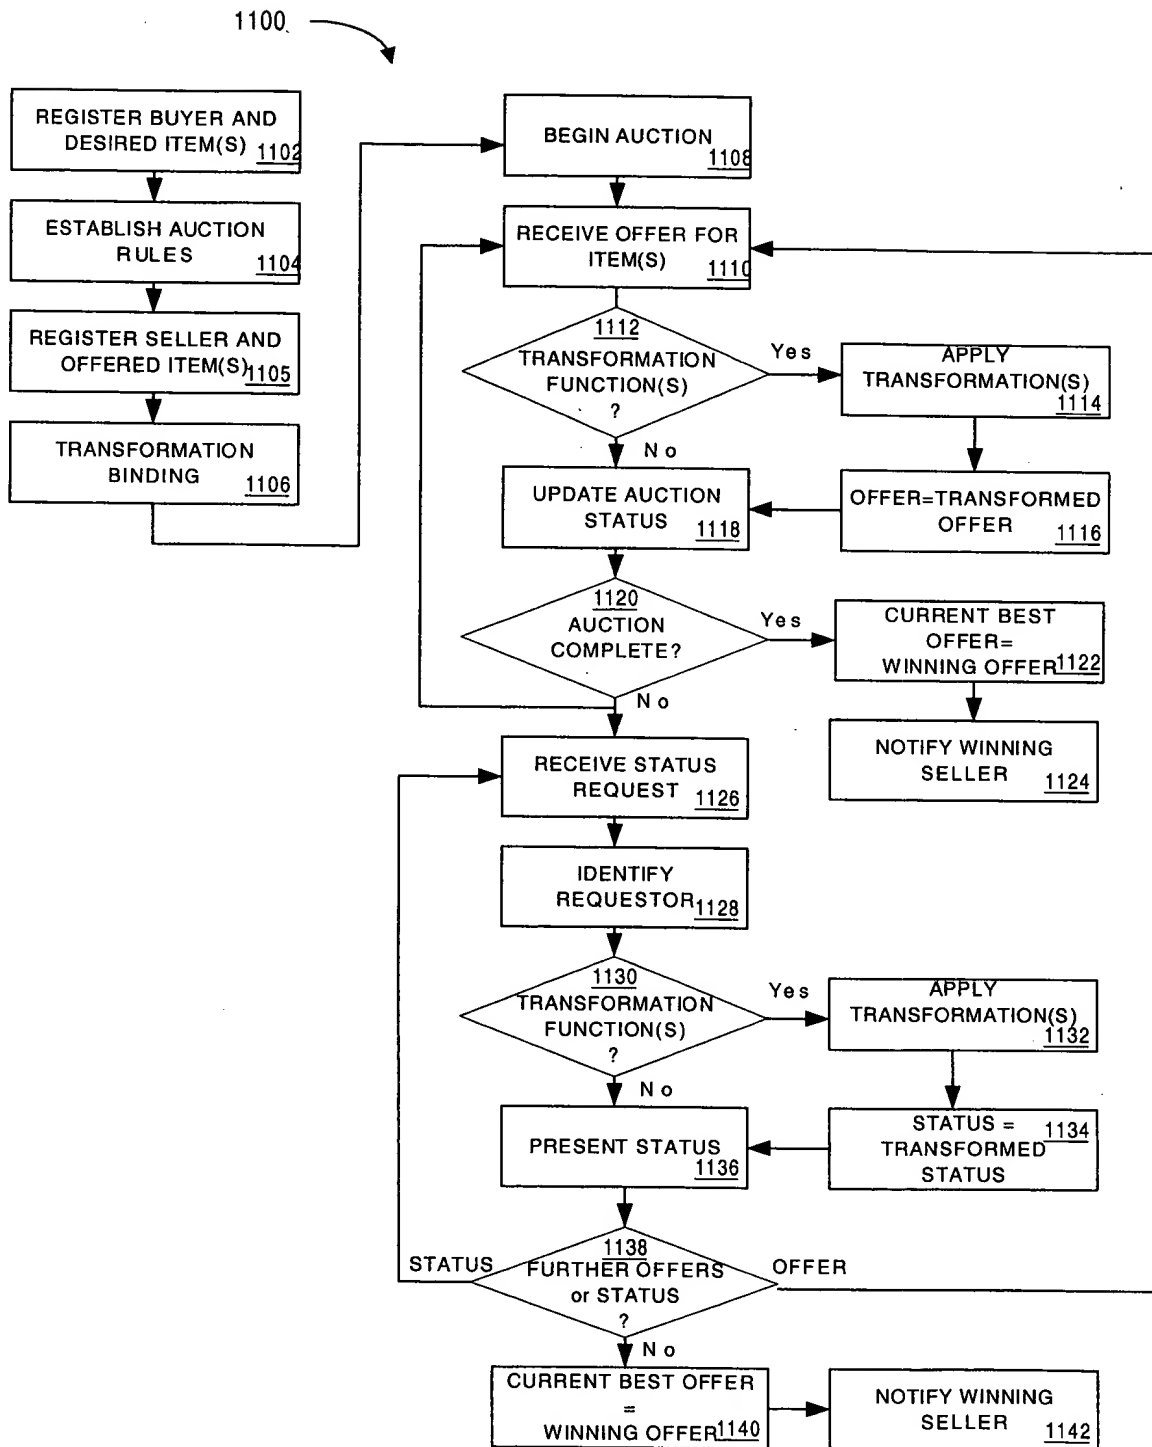 1100
REGISTER BUYER AND
DESIRED ITEM(S) 1102
ESTABLISH AUCTION
RULES 1104
REGISTER SELLER AND
OFFERED ITEM(S) 1105
TRANSFORMATION
BINDING 1106
BEGIN AUCTION
1108
RECEIVE OFFER FOR
ITEM(S) 1110
1112
TRANSFORMATION
FUNCTION(S)
?
Yes
No
APPLY
TRANSFORMATION(S)
1114
OFFER=TRANSFORMED
OFFER 1116
UPDATE AUCTION
STATUS 1118
1120
AUCTION
COMPLETE?
Yes
No
CURRENT BEST
OFFER=
WINNING OFFER 1122
NOTIFY WINNING
SELLER 1124
RECEIVE STATUS
REQUEST 1126
IDENTIFY
REQUESTOR 1128
1130
TRANSFORMATION
FUNCTION(S)
?
Yes
No
APPLY
TRANSFORMATION(S)
1132
STATUS = 1134
TRANSFORMED
STATUS
PRESENT STATUS
1136
1138
FURTHER OFFERS
or STATUS
?
STATUS
OFFER
No
CURRENT BEST OFFER
=
WINNING OFFER 1140
NOTIFY WINNING
SELLER 1142